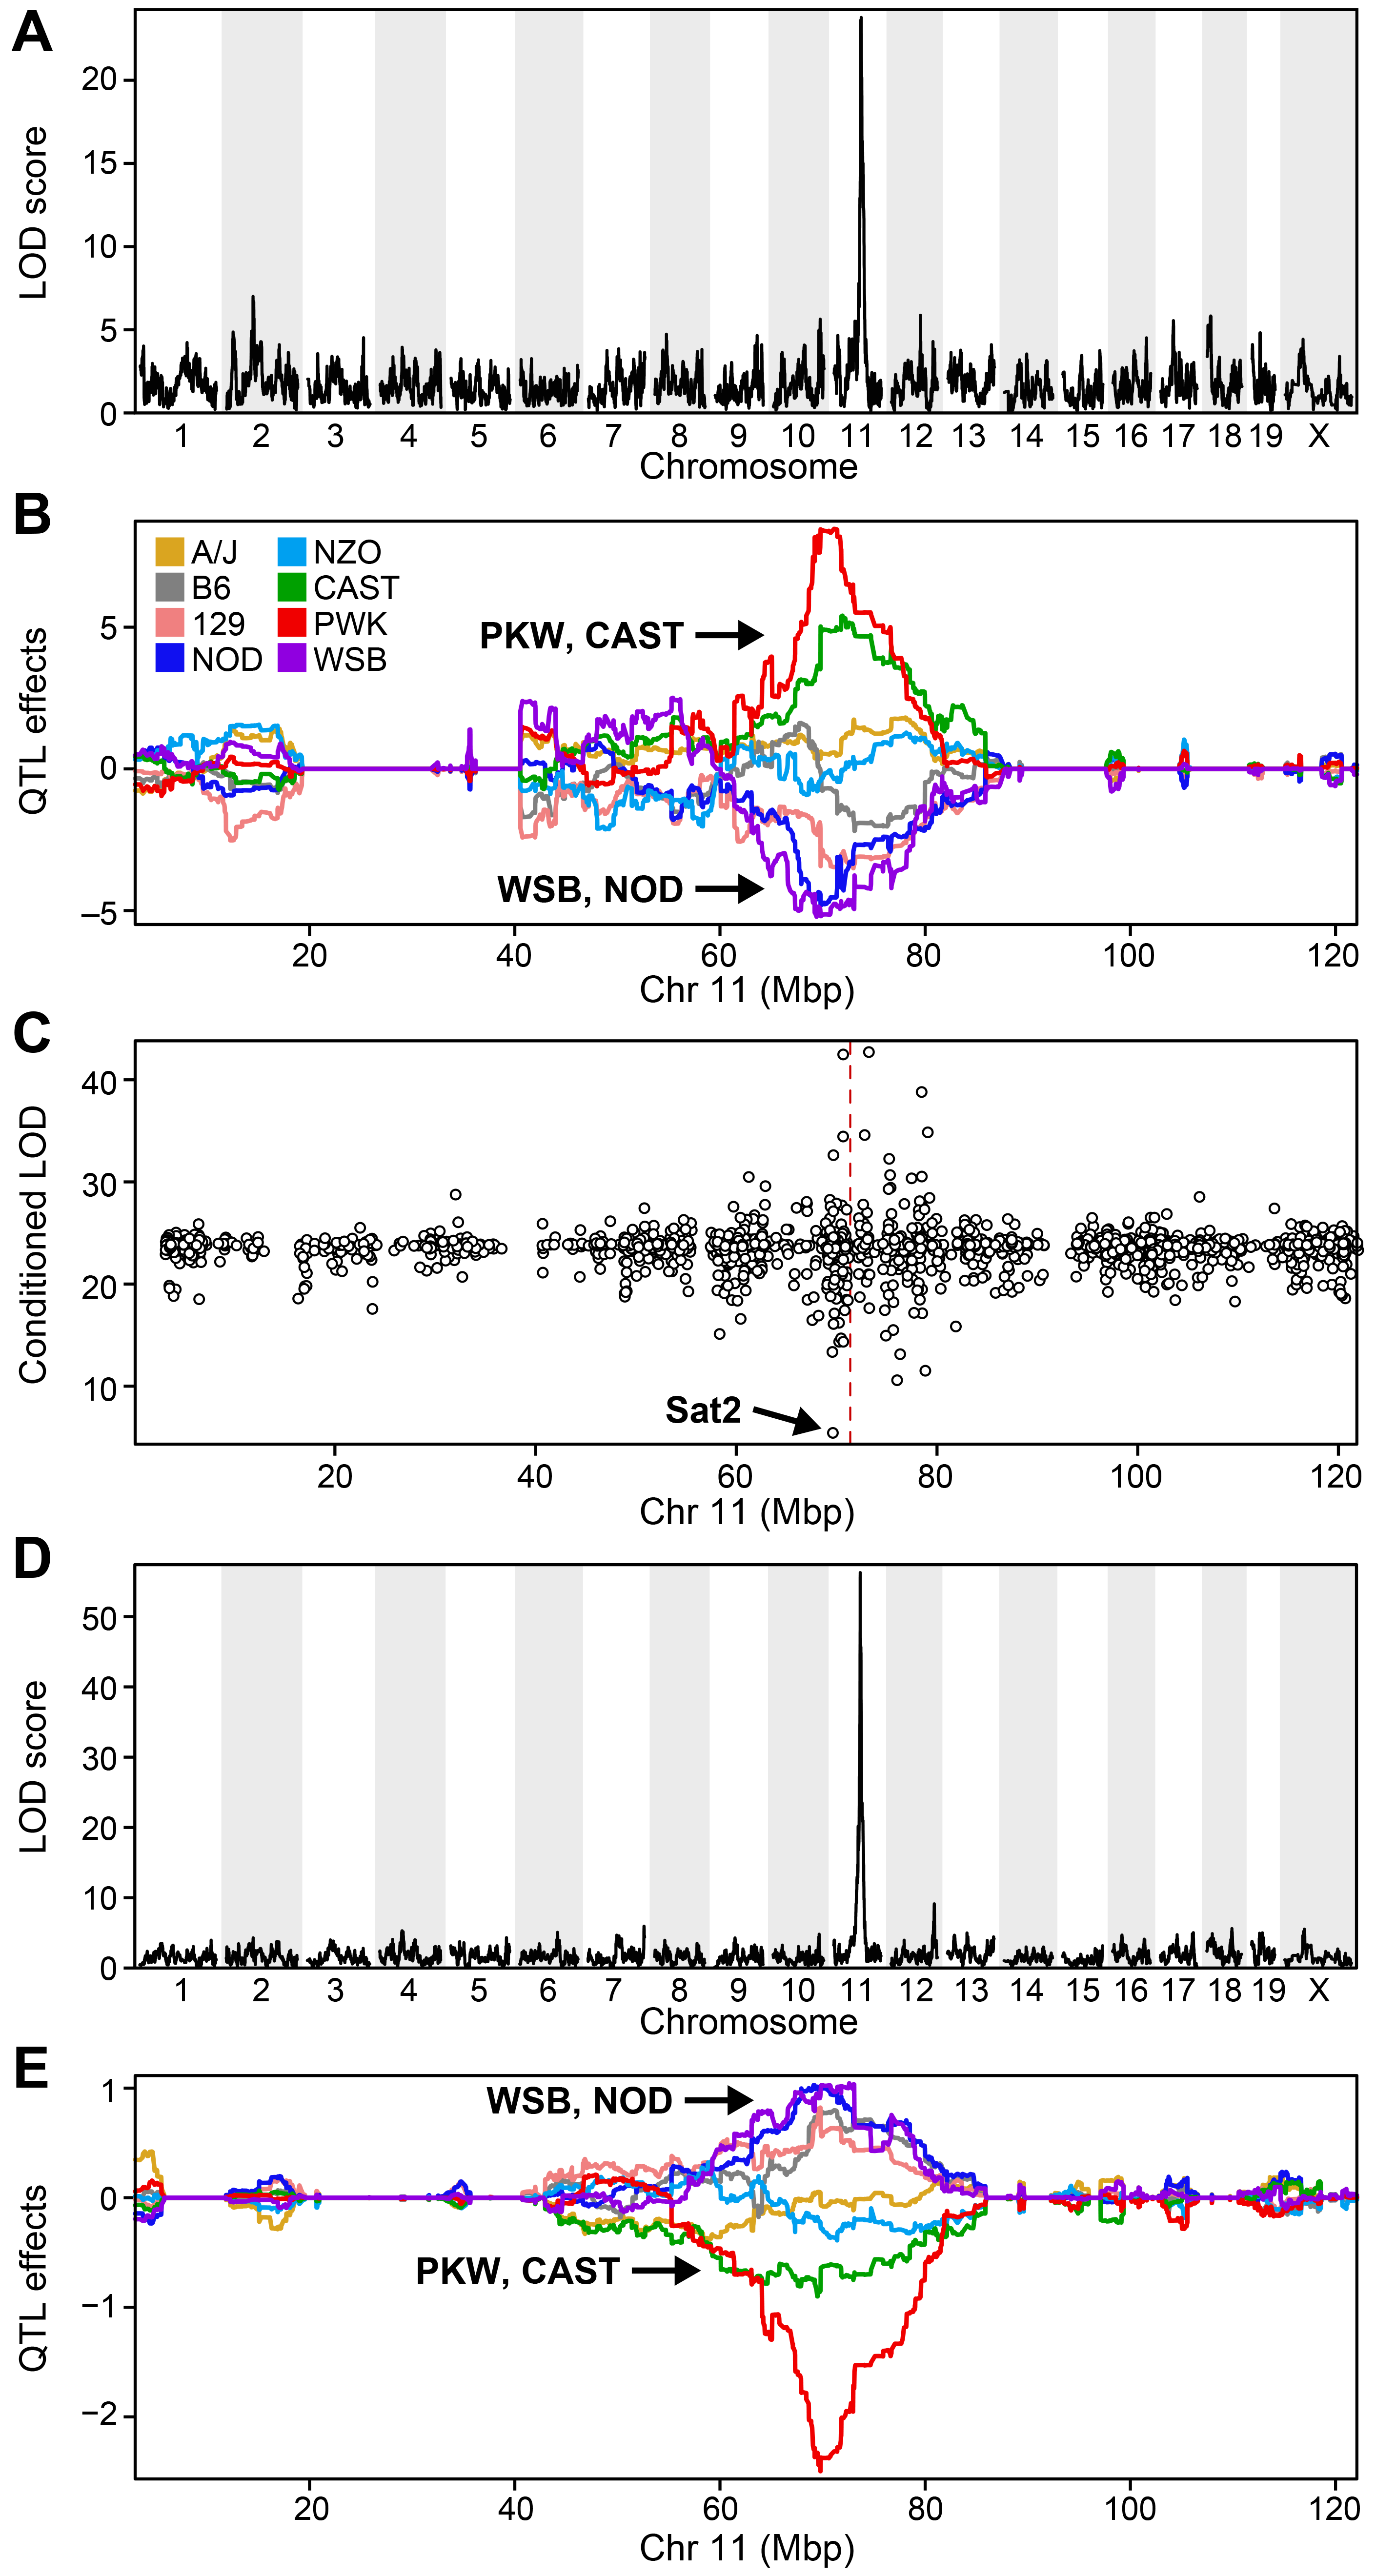 A
LOD score
20
15
10
5
0
1 2 3 4 5 6 7 8 9 10 11 12 13 14 15 16 17 18 19 X
Chromosome
B
QTL effects
A/J NZO
B6 CAST
129 PWK
NOD WSB
PKW, CAST
WSB, NOD
5
0
–5
20 40 60 80 100 120
Chr 11 (Mbp)
C
Conditioned LOD
40
30
20
10
Sat2
20 40 60 80 100 120
Chr 11 (Mbp)
D
LOD score
50
40
30
20
10
0
1 2 3 4 5 6 7 8 9 10 11 12 13 14 15 16 17 18 19 X
Chromosome
E
QTL effects
WSB, NOD
PKW, CAST
1
0
–1
–2
20 40 60 80 100 120
Chr 11 (Mbp)